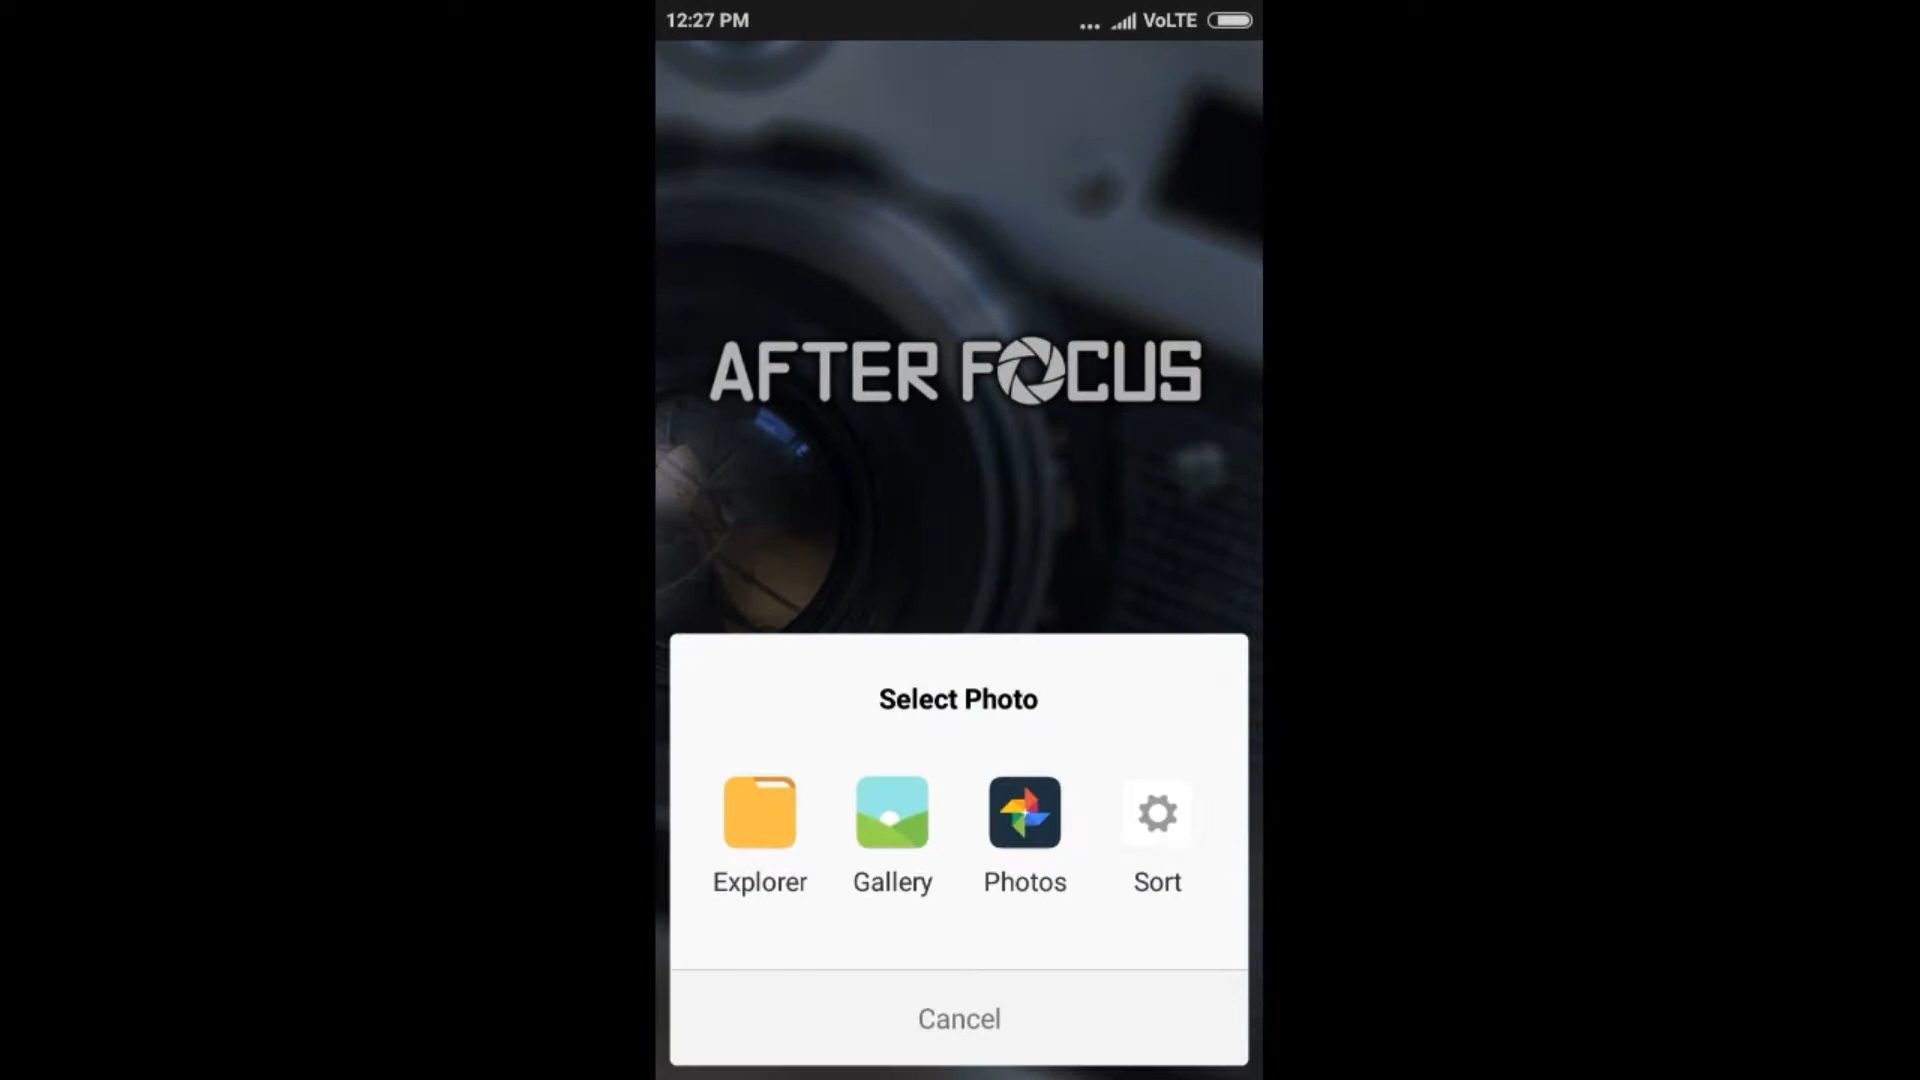 12:27 PM ... VoLTE
AFTER FOCUS
Select Photo
Explorer Gallery Photos Sort
Cancel